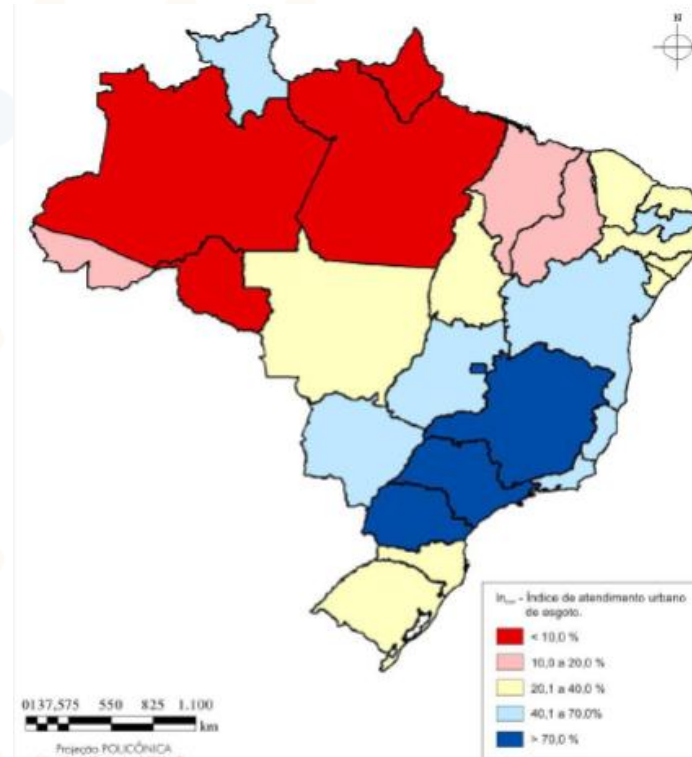 N
In₀₂₄ - Índice de atendimento urbano
de esgoto.
< 10,0 %
10,0 a 20,0 %
20,1 a 40,0 %
40,1 a 70,0%
> 70,0 %
0137,575 550 825 1.100
km
Projeção POLICÔNICA